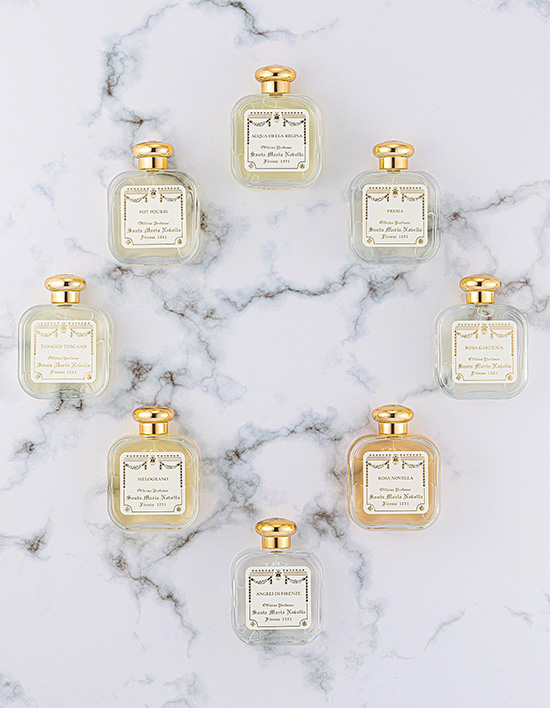 ACQUA DELLA REGINA
Officina Profumo
Santa Maria Novella
Firenze 1221
POT POURRI
Officina Profumo
Santa Maria Novella
Firenze 1221
FRESIA
Officina Profumo
Santa Maria Novella
Firenze 1221
TABACCO TOSCANO
Officina Profumo
Santa Maria Novella
Firenze 1221
ROSA GARDENIA
Officina Profumo
Santa Maria Novella
Firenze 1221
MELOGRANO
Officina Profumo
Santa Maria Novella
Firenze 1221
ROSA NOVELLA
Officina Profumo
Santa Maria Novella
Firenze 1221
ANGELI DI FIRENZE
Officina Profumo
Santa Maria Novella
Firenze 1221